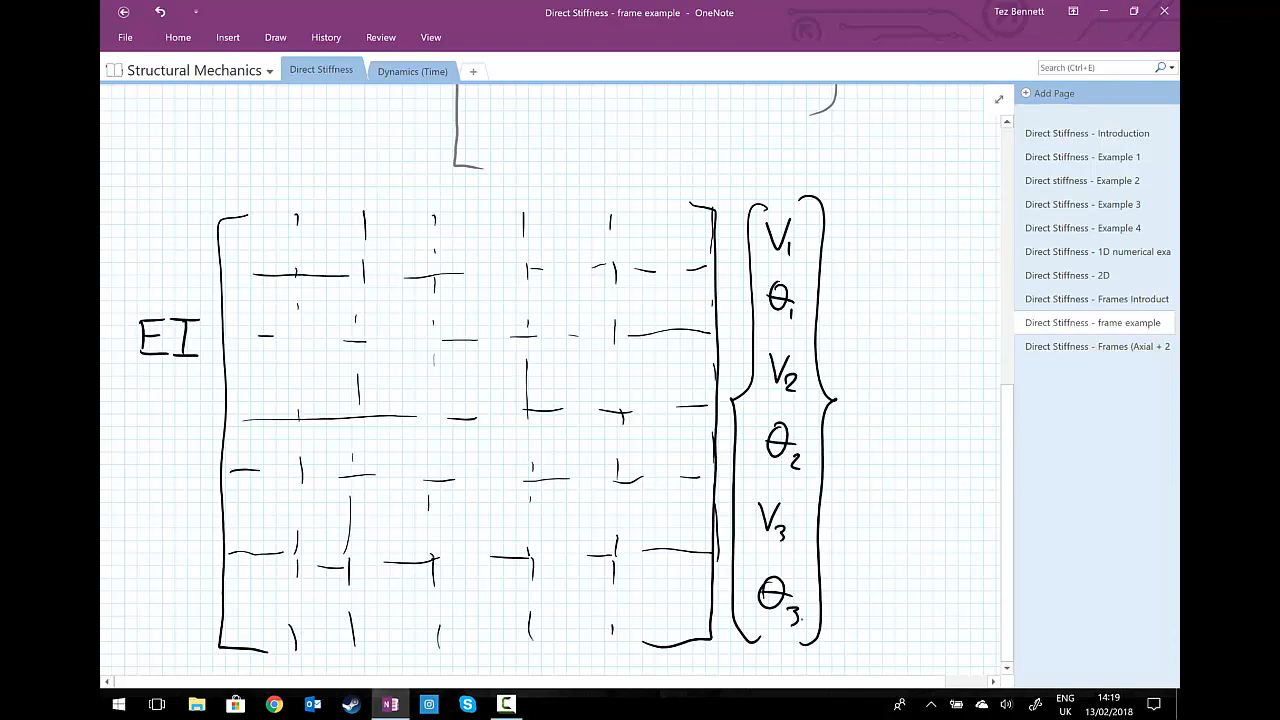 Direct Stiffness - frame example - OneNote
Tez Bennett
File Home Insert Draw History Review View
Structural Mechanics
Direct Stiffness
Dynamics (Time)
+
Search (Ctrl+E)
Add Page
Direct Stiffness - Introduction
Direct Stiffness - Example 1
Direct stiffness - Example 2
Direct Stiffness - Example 3
Direct Stiffness - Example 4
Direct Stiffness - 1D numerical exa
Direct Stiffness - 2D
Direct Stiffness - Frames Introduct
Direct Stiffness - frame example
Direct Stiffness - Frames (Axial + 2
EI
V₁
θ₁
V₂
θ₂
V₃
θ₃
ENG
UK
14:19
13/02/2018